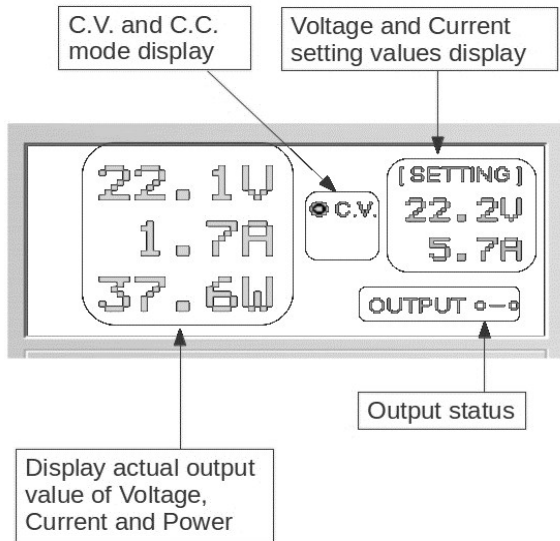 C.V. and C.C.
mode display
Voltage and Current
setting values display
22.1V
1.7A
37.6W
C.V.
[SETTING]
22.2V
5.7A
OUTPUT
Output status
Display actual output
value of Voltage,
Current and Power